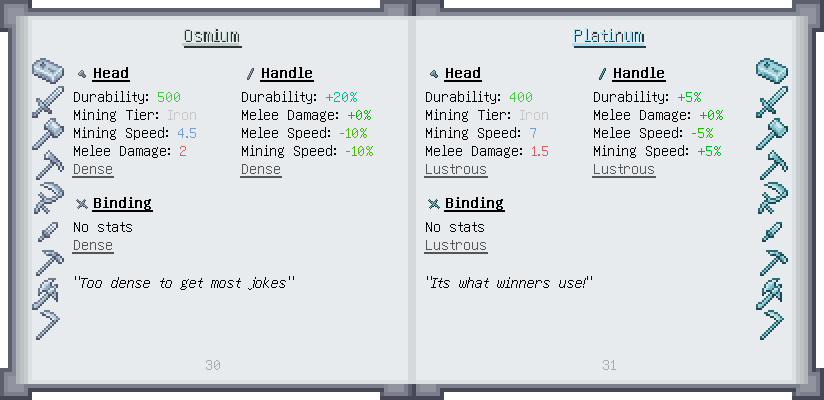 Osmium
Head
Durability: 500
Mining Tier: Iron
Mining Speed: 4.5
Melee Damage: 2
Dense
Handle
Durability: +20%
Melee Damage: +0%
Melee Speed: -10%
Mining Speed: -10%
Dense
Binding
No stats
Dense
"Too dense to get most jokes"
30
Platinum
Head
Durability: 400
Mining Tier: Iron
Mining Speed: 7
Melee Damage: 1.5
Lustrous
Handle
Durability: +5%
Melee Damage: +0%
Melee Speed: -5%
Mining Speed: +5%
Lustrous
Binding
No stats
Lustrous
"Its what winners use!"
31